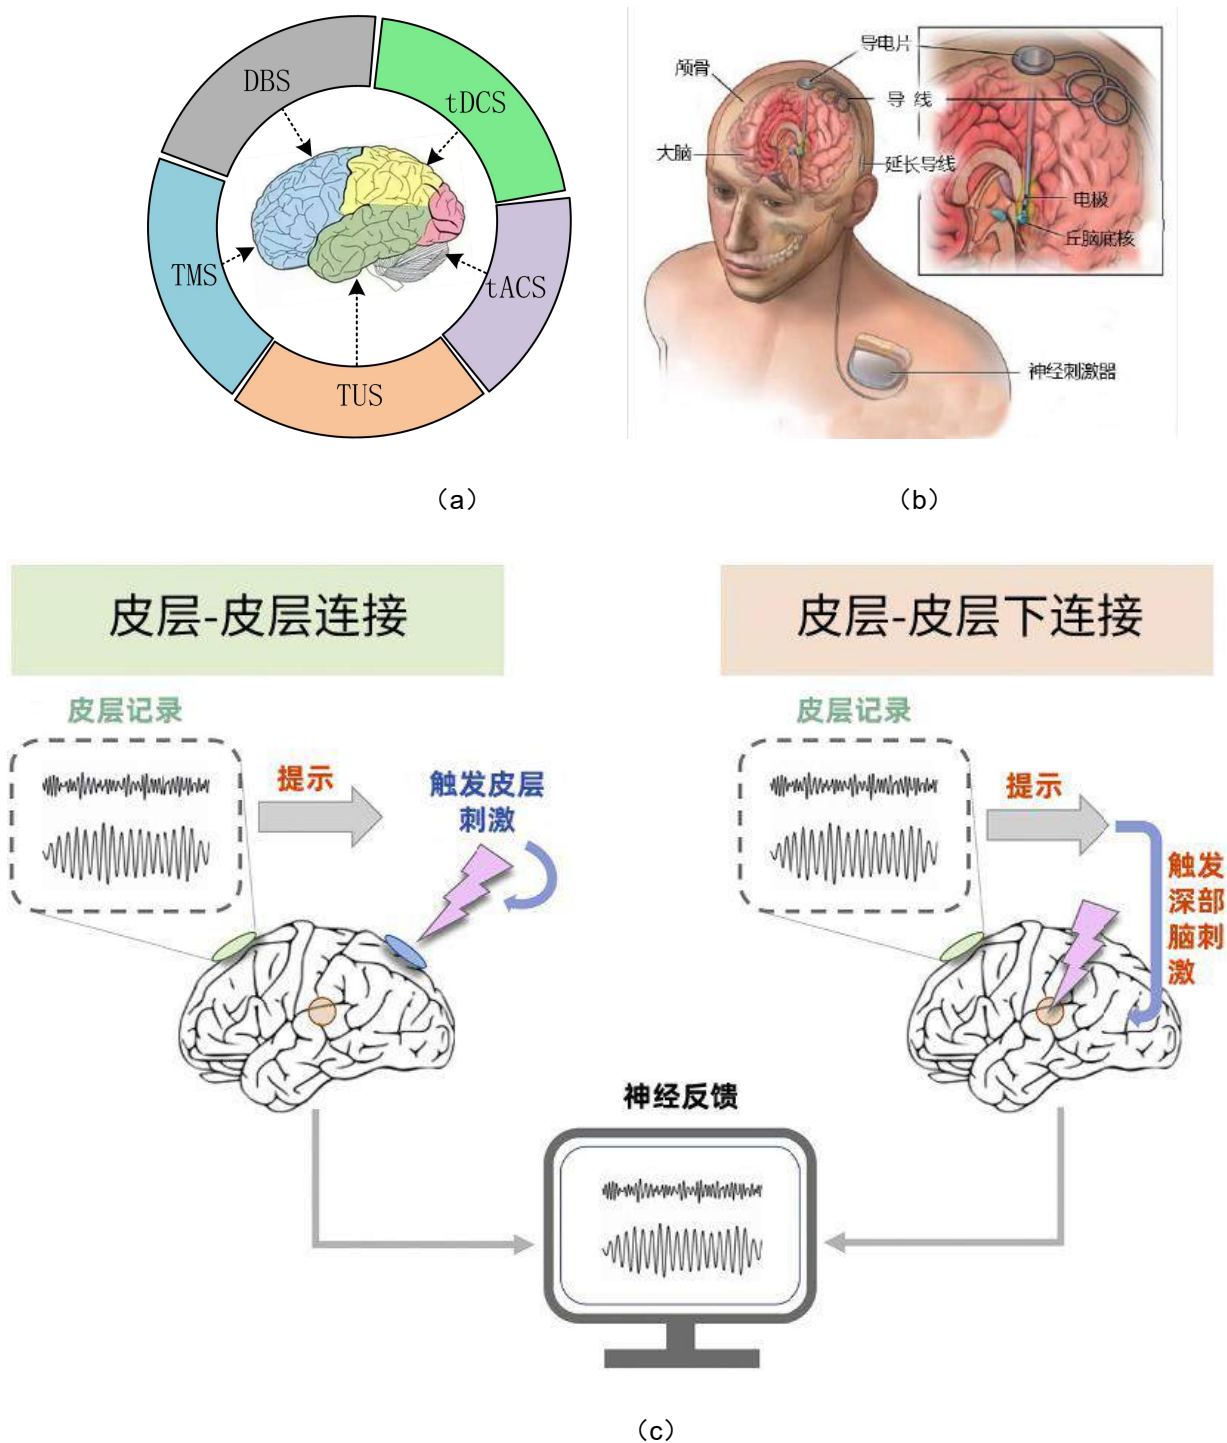 DBS
tDCS
TMS
tACS
TUS
(a)
颅骨
大脑
导电片
导 线
延长导线
电极
丘脑底核
神经刺激器
(b)
皮层-皮层连接
皮层记录
提示
触发皮层
刺激
皮层-皮层下连接
皮层记录
提示
触发
深部
脑刺
激
神经反馈
(c)